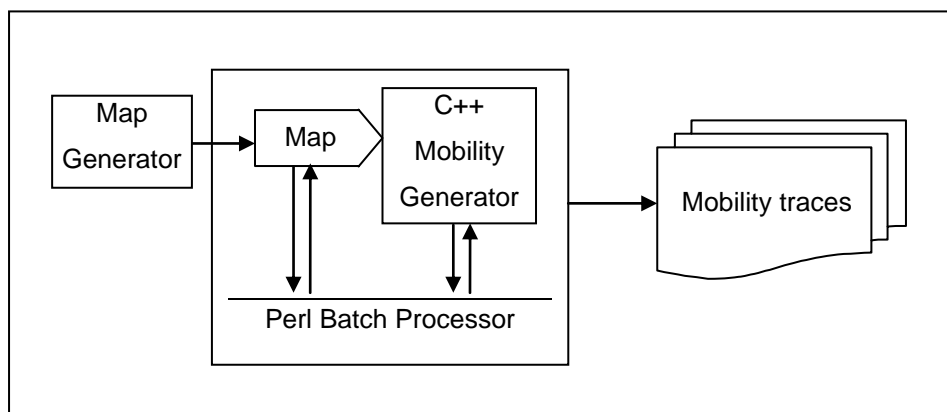 Map
Generator
Map
C++
Mobility
Generator
Perl Batch Processor
Mobility traces